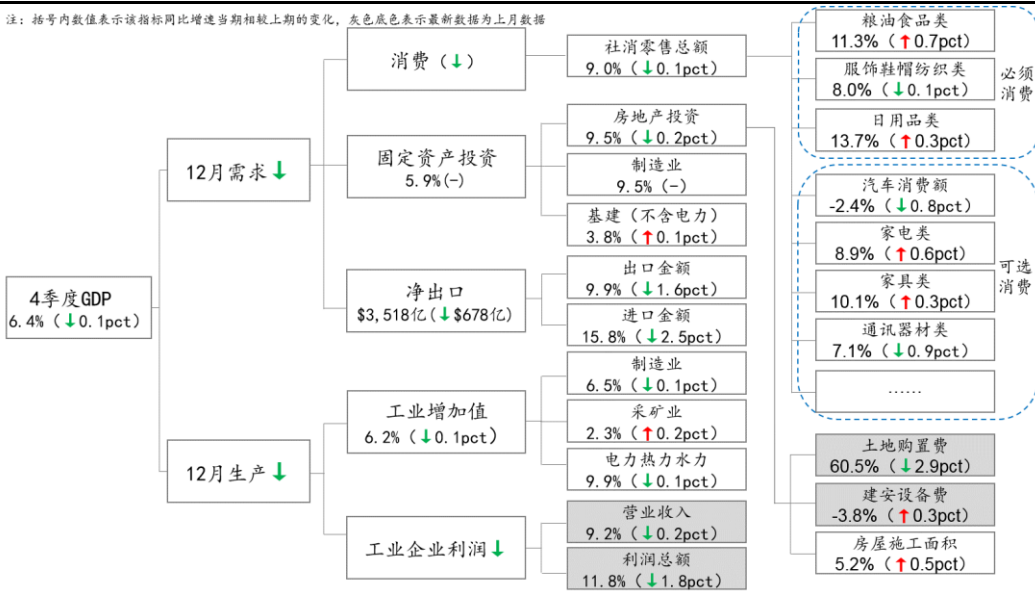 注：括号内数值表示该指标同比增速当期相较上期的变化，灰色底色表示最新数据为上月数据
4季度GDP
6.4%（↓0.1pct）
12月需求↓
消费（↓）
社消零售总额
9.0%（↓0.1pct）
粮油食品类
11.3%（↑0.7pct）
服饰鞋帽纺织类
8.0%（↓0.1pct）
日用品类
13.7%（↑0.3pct）
必须
消费
汽车消费额
-2.4%（↓0.8pct）
家电类
8.9%（↑0.6pct）
家具类
10.1%（↑0.3pct）
通讯器材类
7.1%（↓0.9pct）
……
可选
消费
固定资产投资
5.9%(-)
房地产投资
9.5%（↓0.2pct）
制造业
9.5%（-）
基建（不含电力）
3.8%（↑0.1pct）
土地购置费
60.5%（↓2.9pct）
建安设备费
-3.8%（↑0.3pct）
房屋施工面积
5.2%（↑0.5pct）
净出口
$3,518亿(↓$678亿)
出口金额
9.9%（↓1.6pct）
进口金额
15.8%（↓2.5pct）
12月生产↓
工业增加值
6.2%（↓0.1pct）
制造业
6.5%（↓0.1pct）
采矿业
2.3%（↑0.2pct）
电力热力水力
9.9%（↓0.1pct）
工业企业利润↓
营业收入
9.2%（↓0.2pct）
利润总额
11.8%（↓1.8pct）